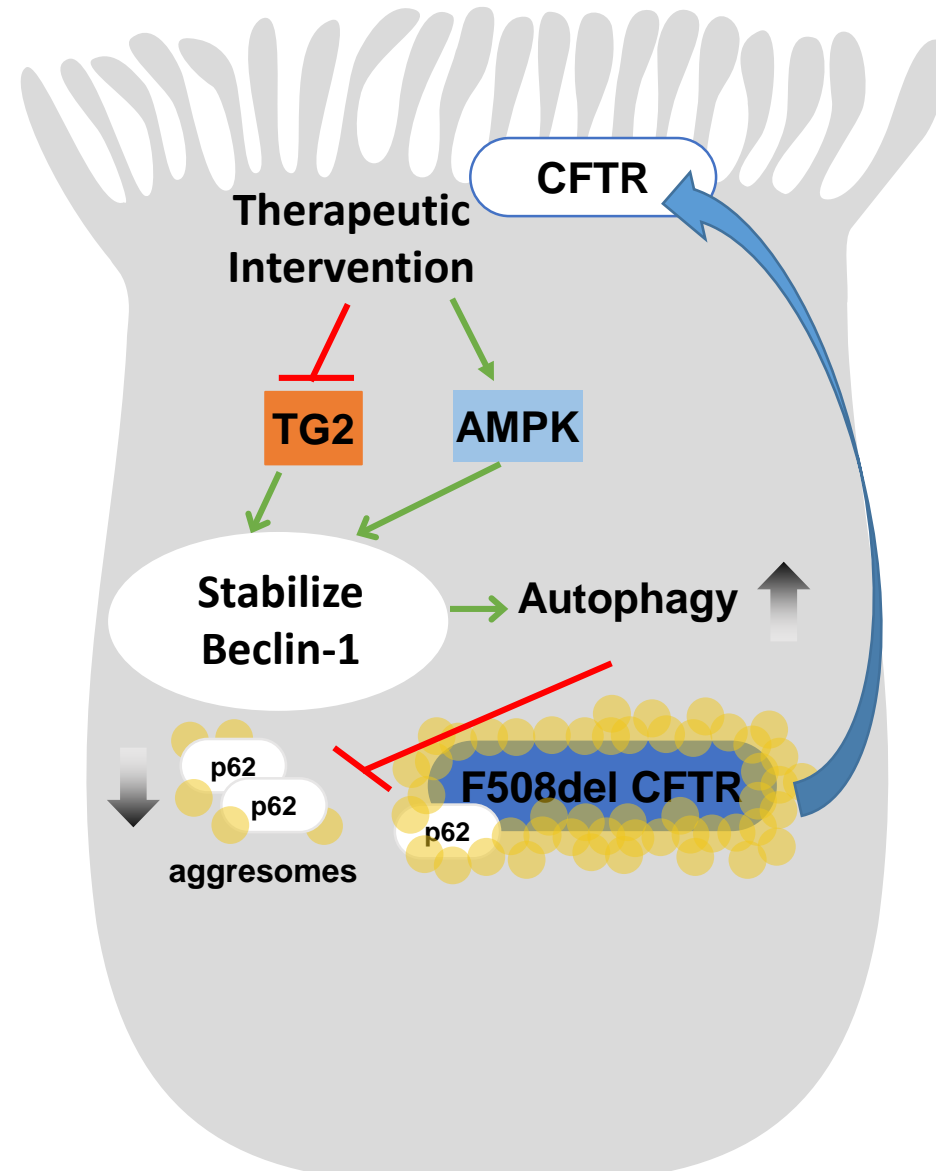 CFTR
Therapeutic
Intervention
TG2
AMPK
Stabilize
Beclin-1
Autophagy
p62
p62
aggresomes
F508del CFTR
p62